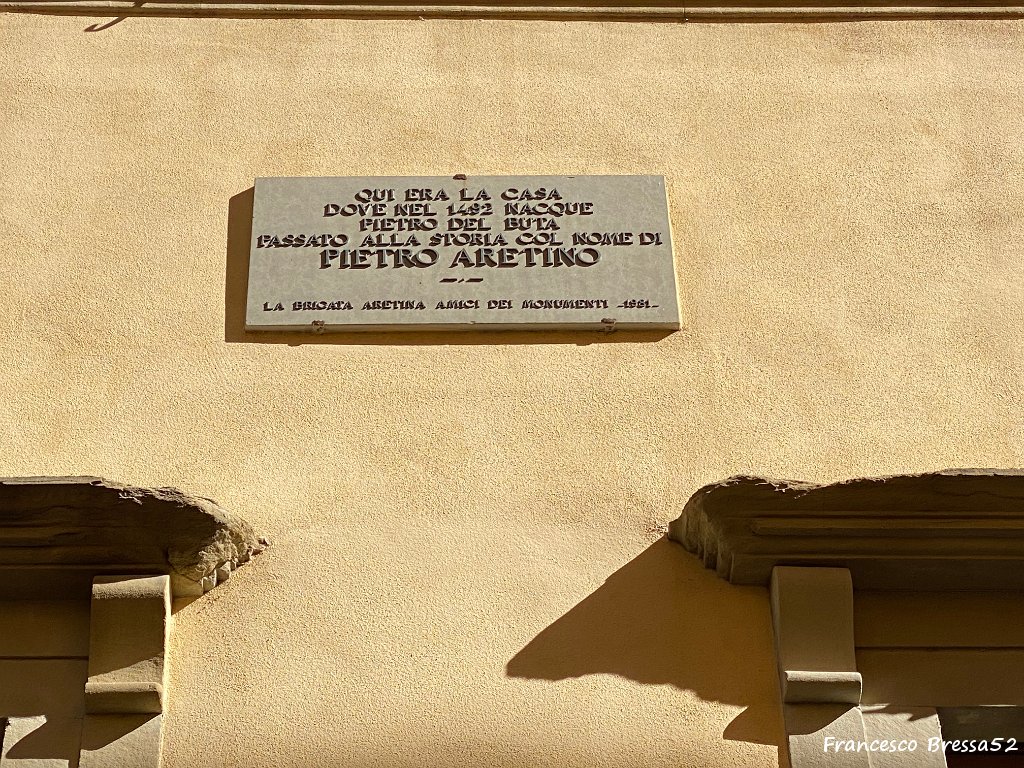 QUI ERA LA CASA
DOVE NEL 1492 NACQUE
PIETRO DEL BUTA
PASSATO ALLA STORIA COL NOME DI
PIETRO ARETINO
LA BRIGATA ARETINA AMICI DEI MONUMENTI -1981-
Francesco Bressa52